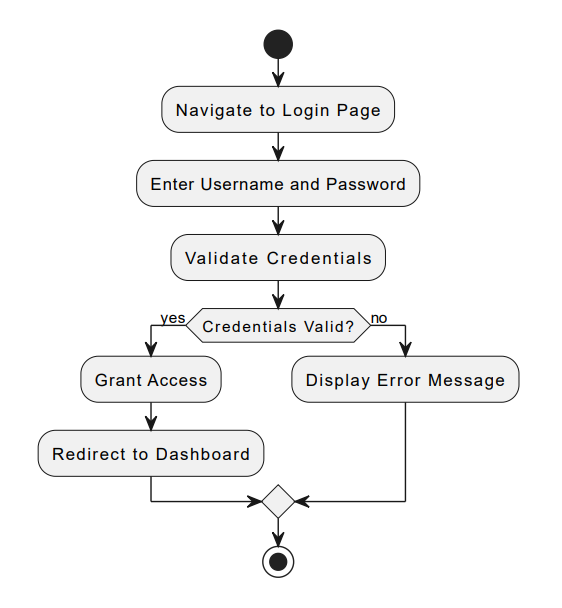 Navigate to Login Page
Enter Username and Password
Validate Credentials
yes
Credentials Valid?
no
Grant Access
Display Error Message
Redirect to Dashboard